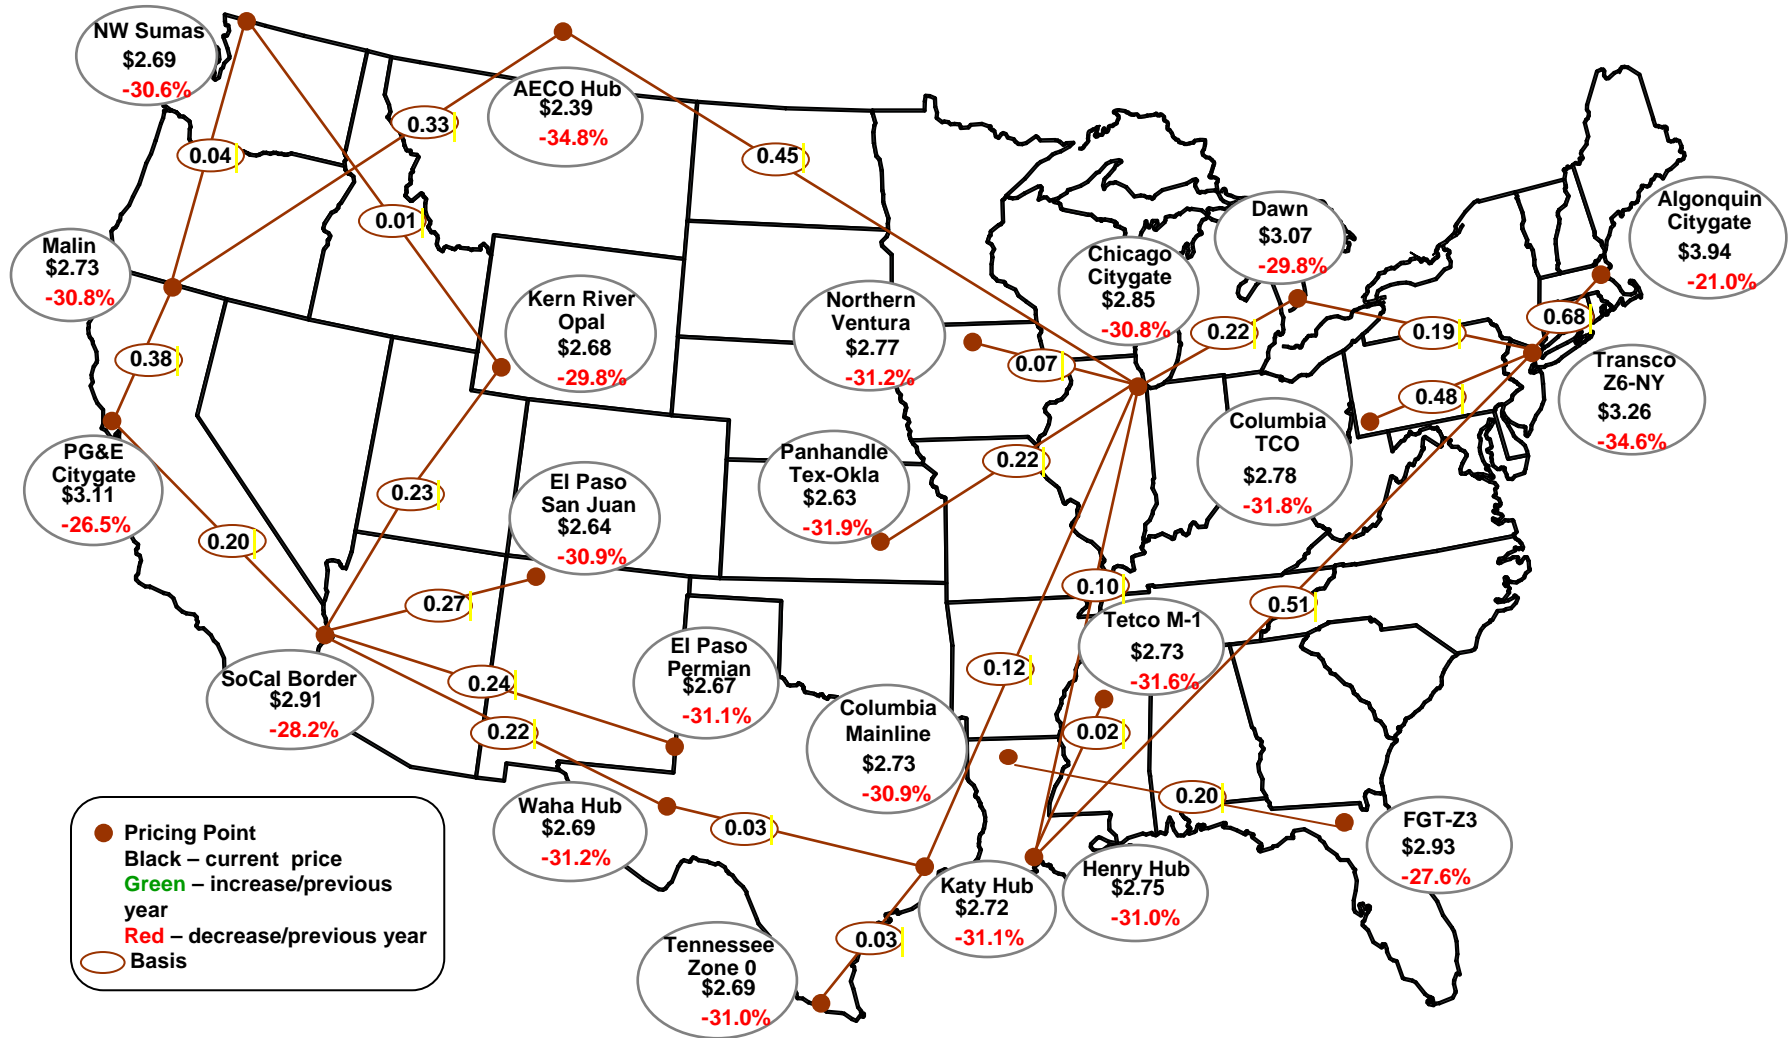 NW Sumas
$2.69
-30.6%
AECO Hub
$2.39
-34.8%
0.33
0.04
0.45
0.01
Malin
$2.73
-30.8%
Kern River
Opal
$2.68
-29.8%
Northern
Ventura
$2.77
-31.2%
Chicago
Citygate
$2.85
-30.8%
Dawn
$3.07
-29.8%
Algonquin
Citygate
$3.94
-21.0%
0.38
0.07
0.22
0.19
0.68
Transco
Z6-NY
$3.26
-34.6%
0.48
Columbia
TCO
$2.78
-31.8%
PG&E
Citygate
$3.11
-26.5%
0.20
0.23
El Paso
San Juan
$2.64
-30.9%
Panhandle
Tex-Okla
$2.63
-31.9%
0.22
0.27
0.10
0.51
Tetco M-1
$2.73
-31.6%
SoCal Border
$2.91
-28.2%
0.24
0.22
El Paso
Permian
$2.67
-31.1%
0.12
Columbia
Mainline
$2.73
-30.9%
0.02
0.20
Waha Hub
$2.69
-31.2%
0.03
FGT-Z3
$2.93
-27.6%
Katy Hub
$2.72
-31.1%
Henry Hub
$2.75
-31.0%
0.03
Tennessee
Zone 0
$2.69
-31.0%
Pricing Point
Black – current price
Green – increase/previous
year
Red – decrease/previous year
Basis